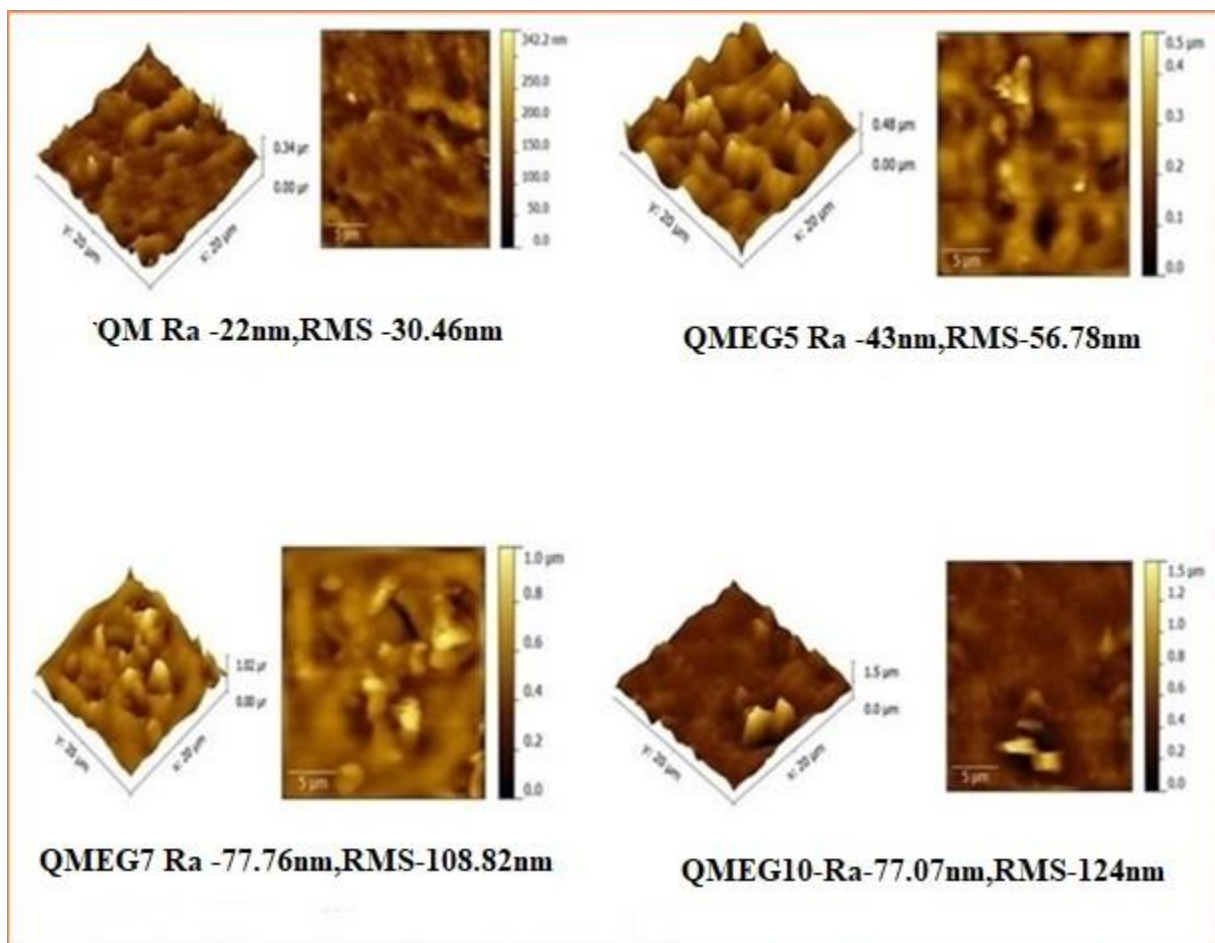 342.2 nm
250.0
200.0
150.0
100.0
50.0
0.0
0.34 µr
0.00 µr
y: 20 µm
x: 20 µm
5 µm
`QM Ra -22nm,RMS -30.46nm
0.5 µm
0.4
0.3
0.2
0.1
0.0
0.48 µm
0.00 µm
y: 20 µm
x: 20 µm
5 µm
QMEG5 Ra -43nm,RMS-56.78nm
1.0 µm
0.8
0.6
0.4
0.2
0.0
1.02 µr
0.00 µr
y: 20 µm
x: 20 µm
5 µm
QMEG7 Ra -77.76nm,RMS-108.82nm
1.5 µm
1.2
1.0
0.8
0.6
0.4
0.2
0.0
1.5 µm
0.0 µm
y: 20 µm
x: 20 µm
5 µm
QMEG10-Ra-77.07nm,RMS-124nm